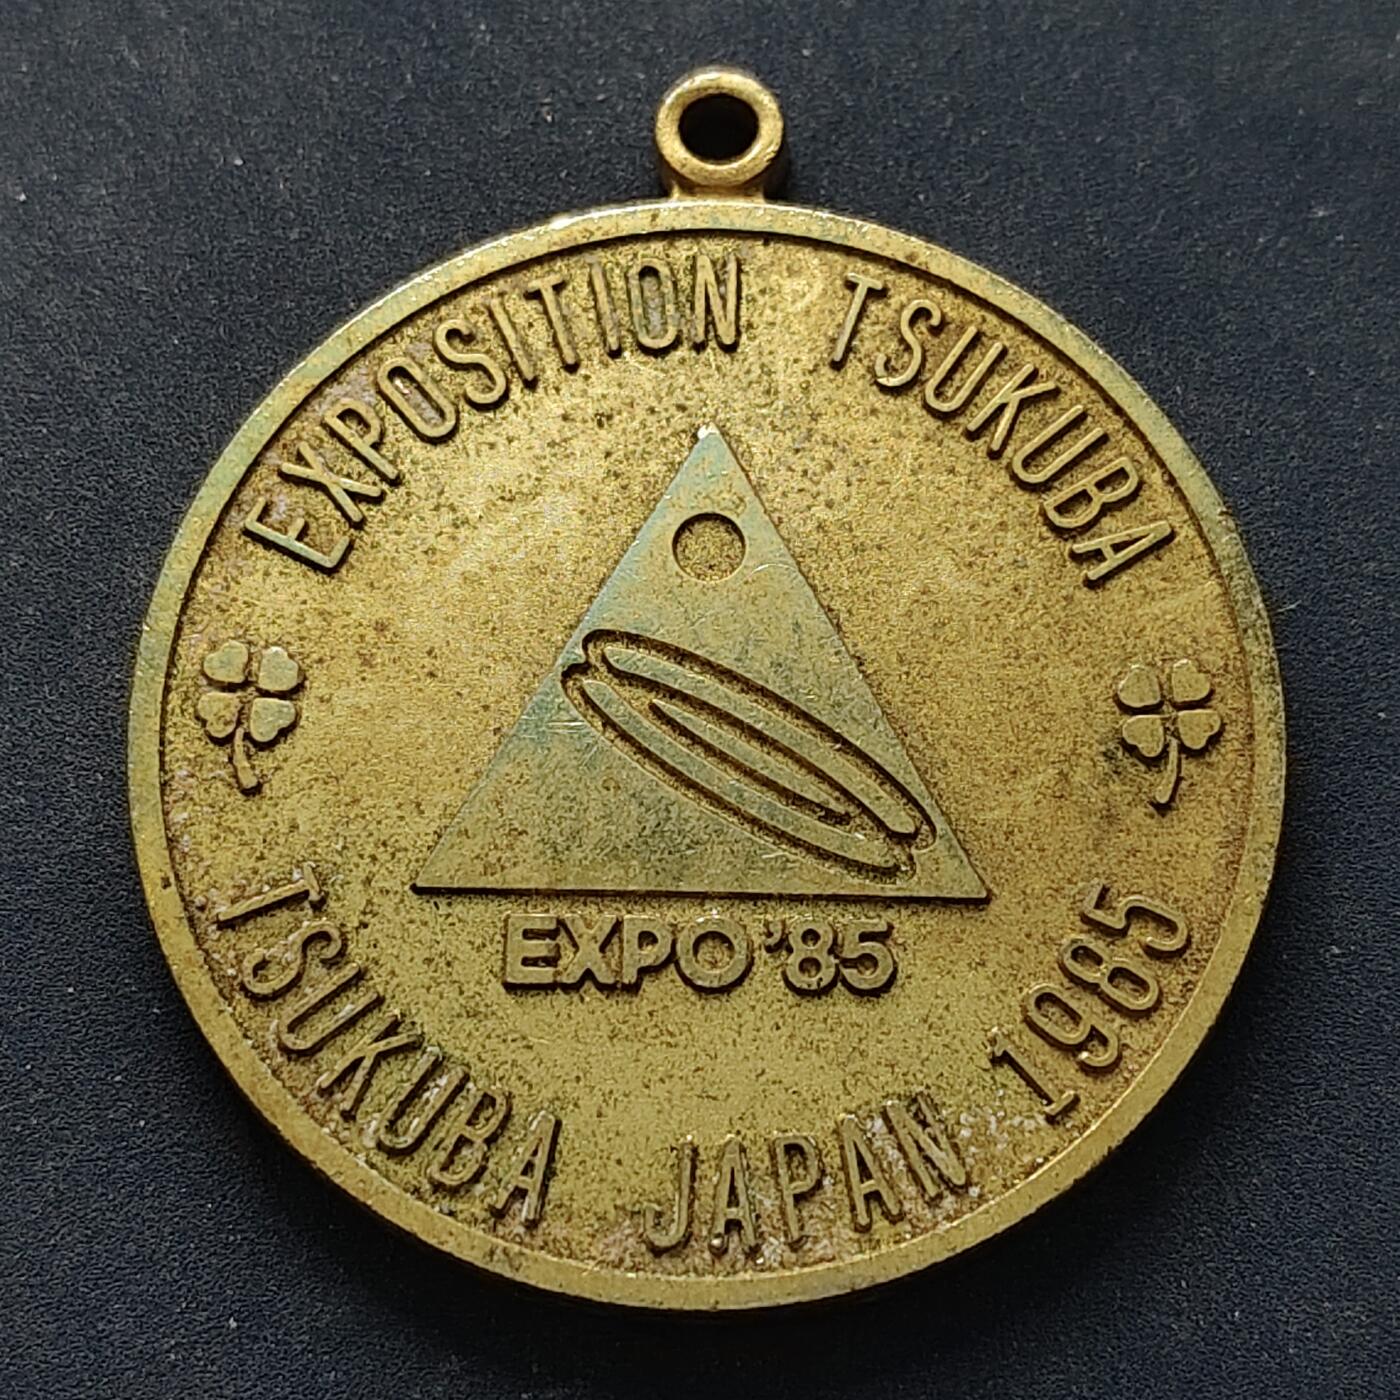 EXPOSITION TSUKUBA
EXPO '85
TSUKUBA JAPAN 1985